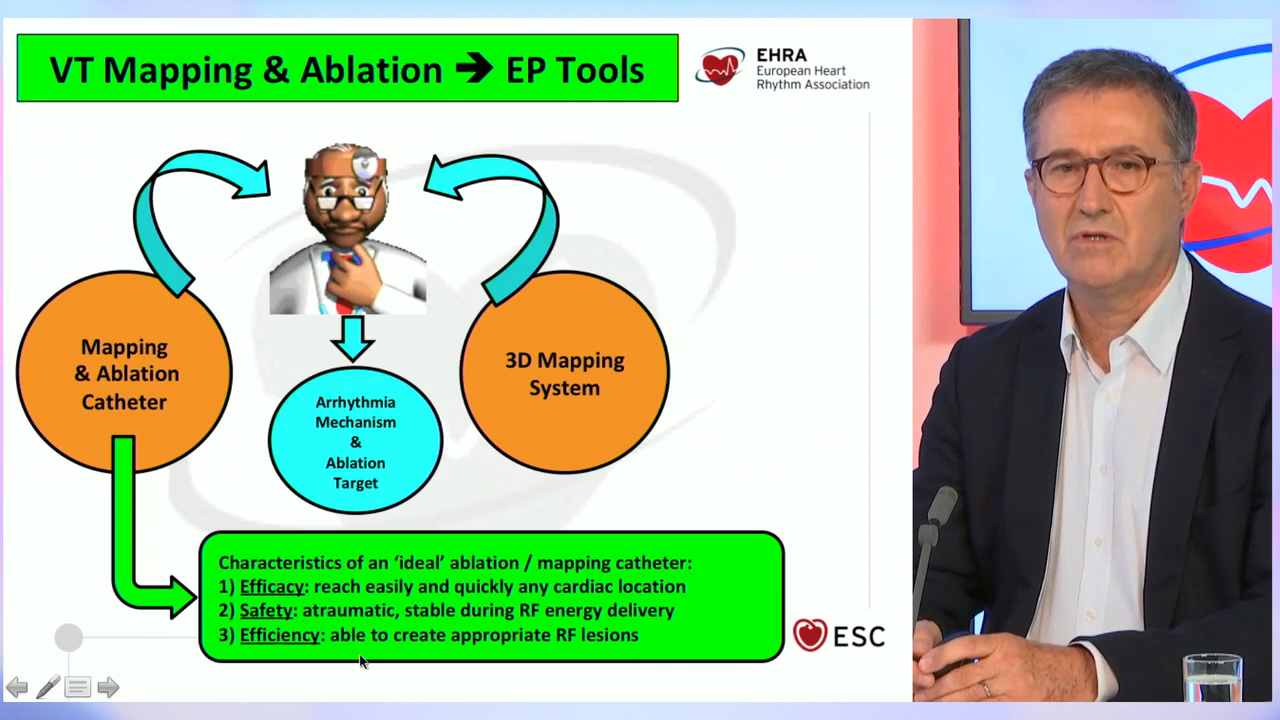 VT Mapping & Ablation ➔ EP Tools
EHRA
European Heart
Rhythm Association
Mapping
& Ablation
Catheter
3D Mapping
System
Arrhythmia
Mechanism
&
Ablation
Target
Characteristics of an ‘ideal’ ablation / mapping catheter:
1) Efficacy: reach easily and quickly any cardiac location
2) Safety: atraumatic, stable during RF energy delivery
3) Efficiency: able to create appropriate RF lesions
ESC